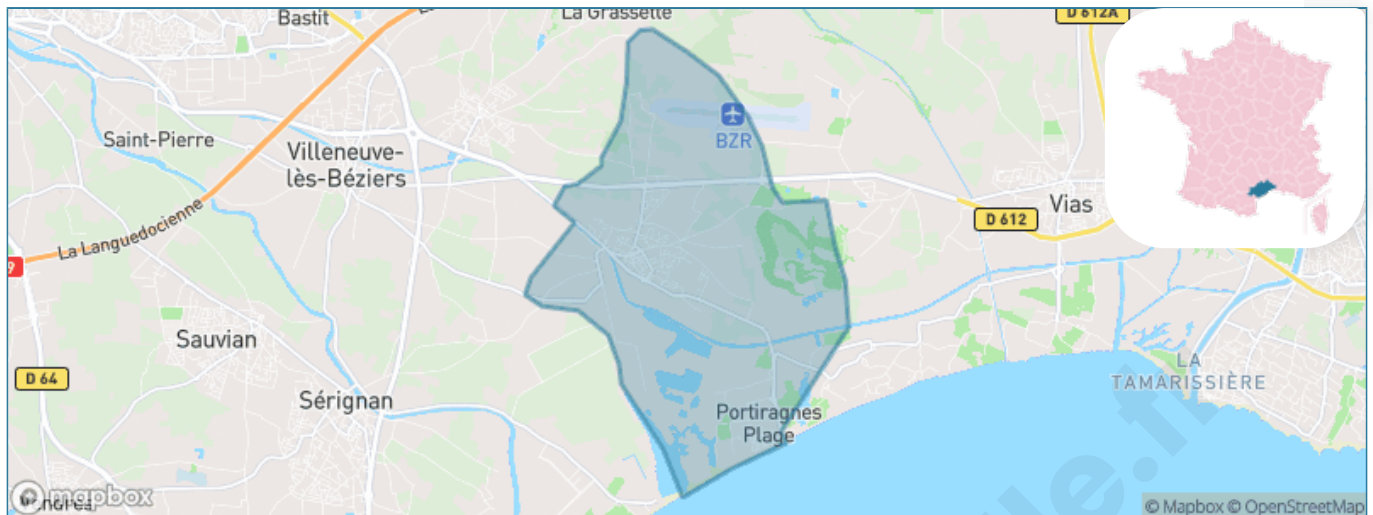 Bastit
La Grassette
D 612A
Saint-Pierre
Villeneuve-
lès-Béziers
BZR
Vias
D 612
La Languedocienne
9
Sauvian
D 64
Sérignan
LA
TAMARISSIÈRE
Portiragnes
Plage
mapbox
© Mapbox © OpenStreetMap